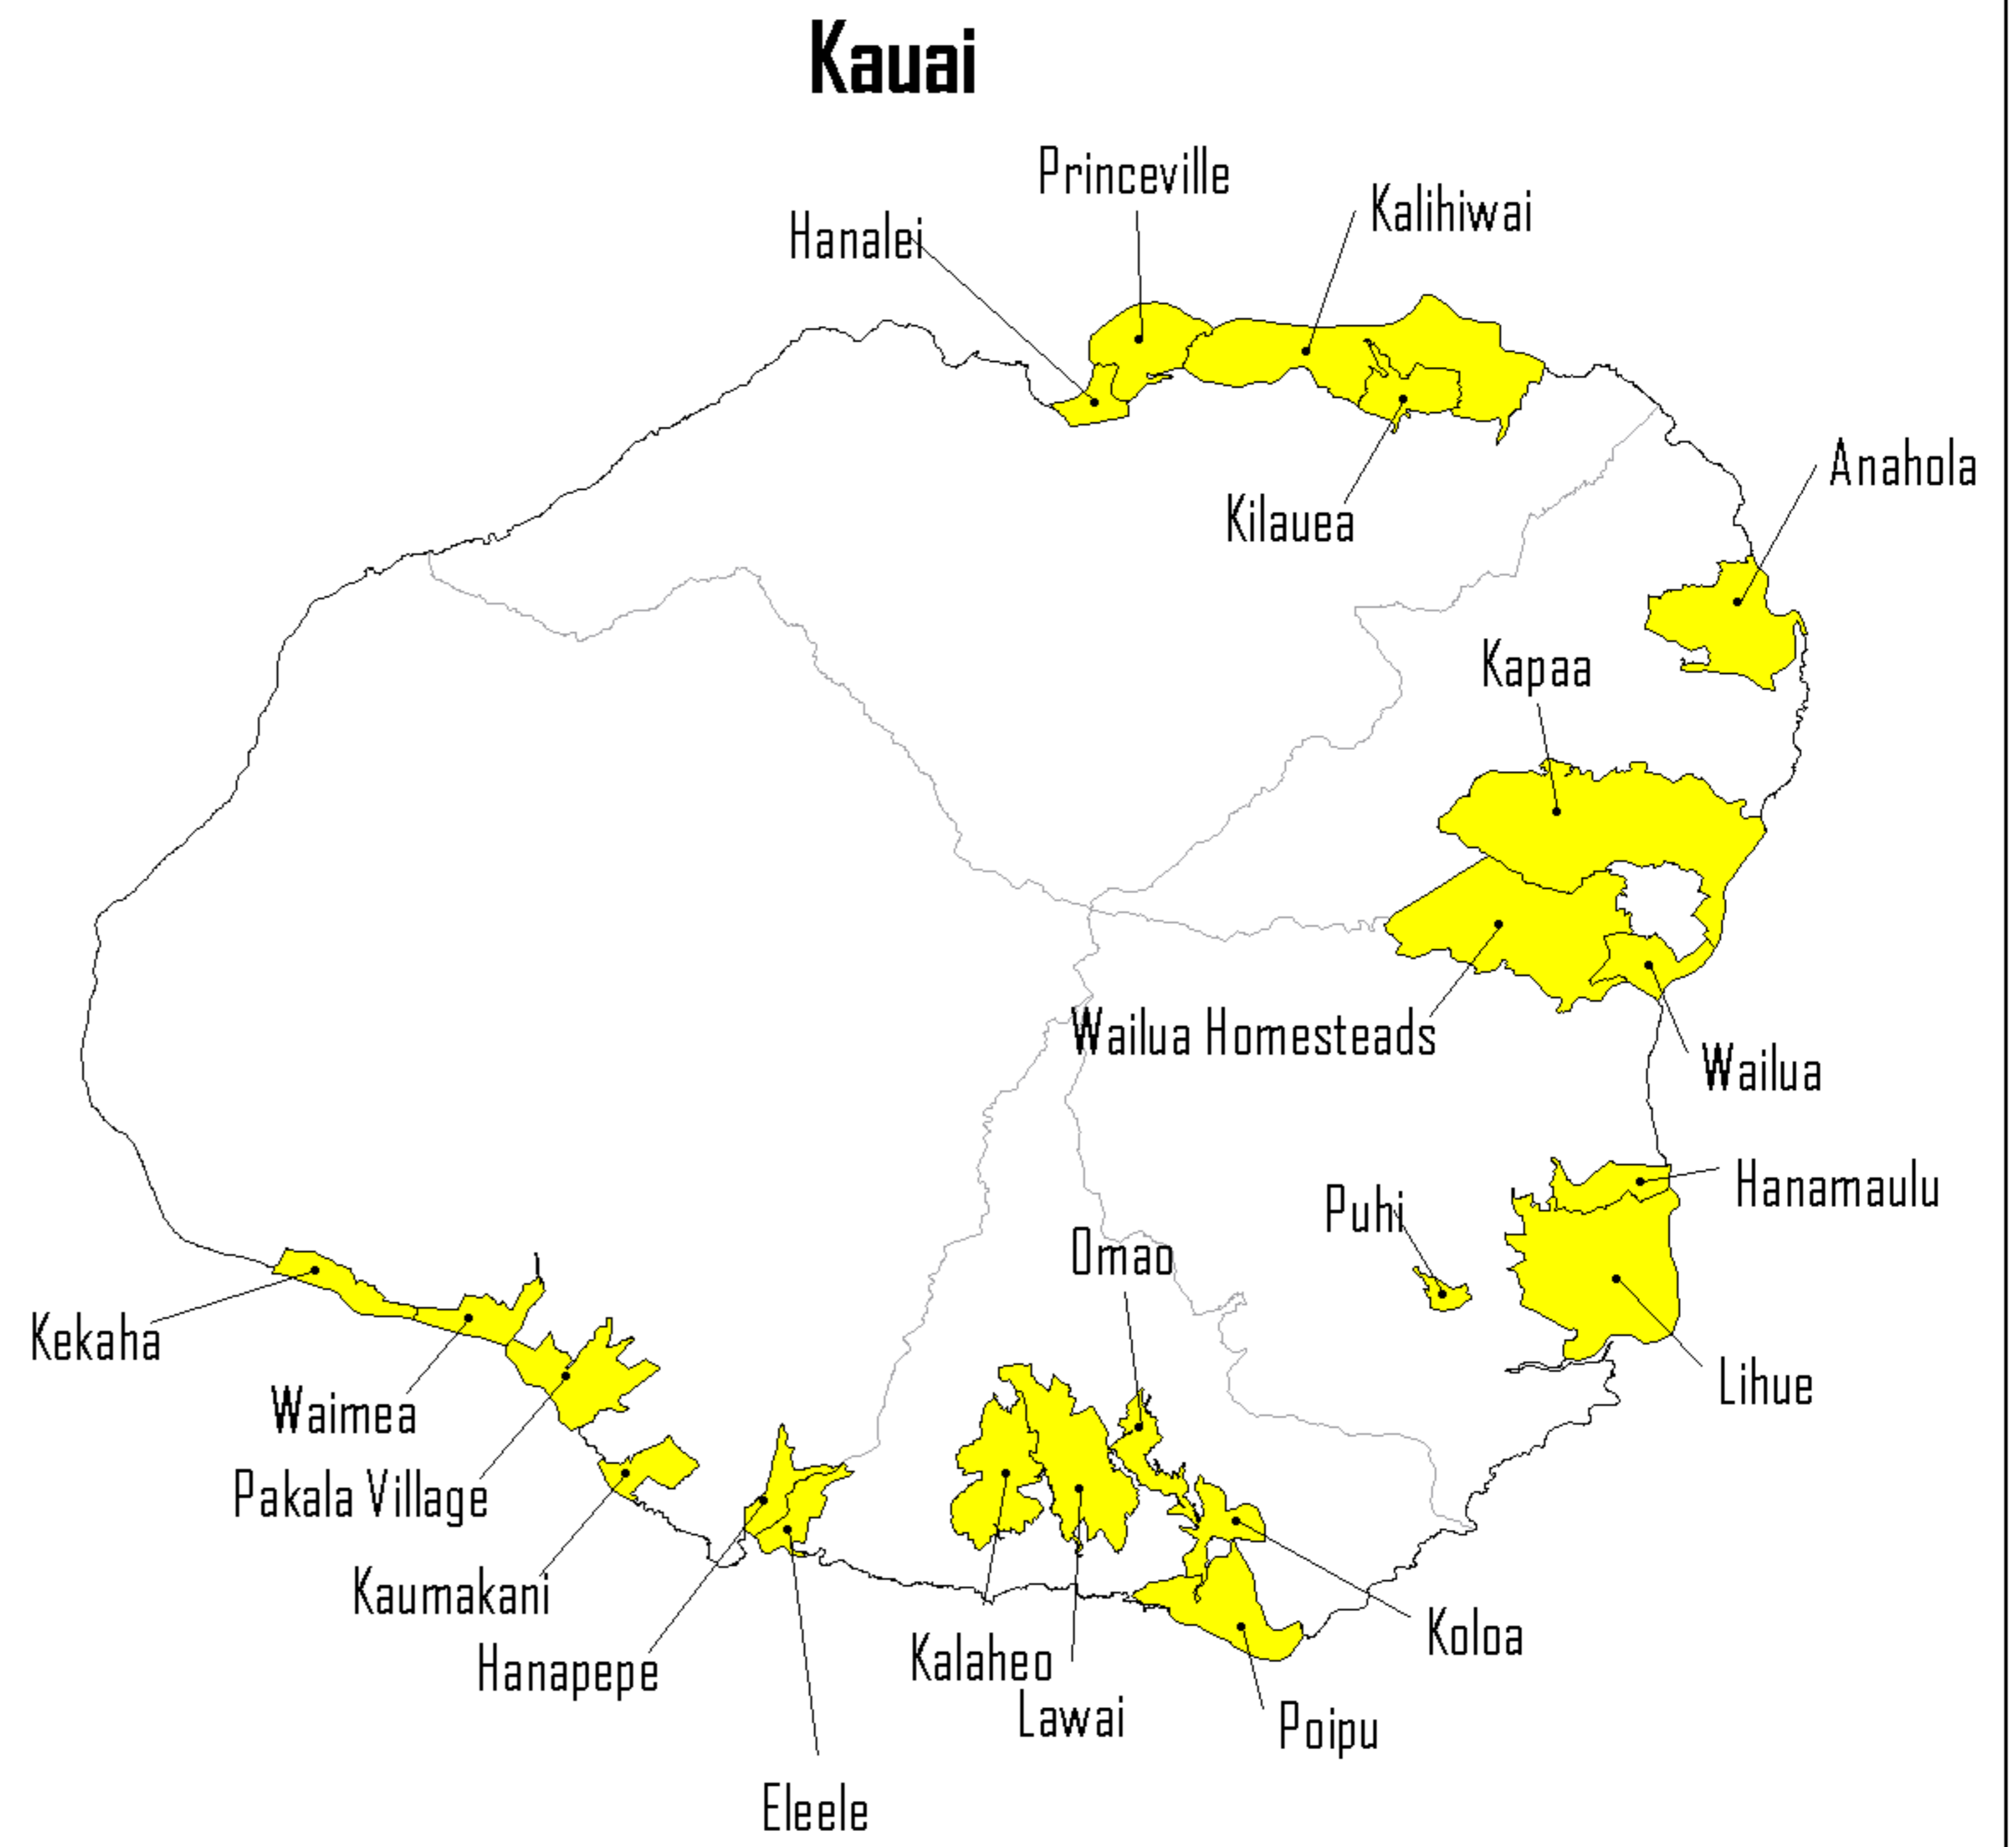 Kauai
Princeville
Kalihiwai
Hanalei
Anahola
Kilauea
Kapaa
Wailua Homesteads
Wailua
Hanamaulu
Puhi
Omao
Kekaha
Lihue
Waimea
Pakala Village
Kaumakani
Koloa
Kalaheo
Hanapepe
Lawai
Poipu
Eleele